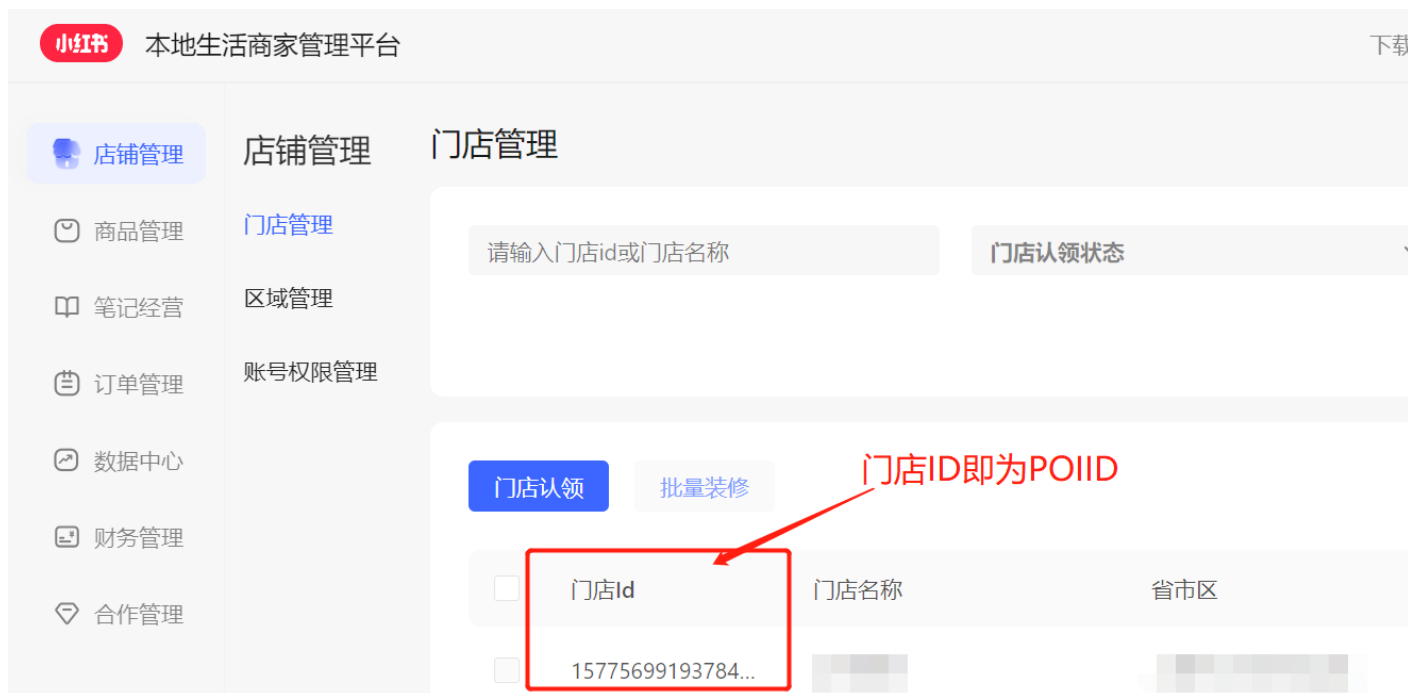 小红书 本地生活商家管理平台 下载
店铺管理
商品管理
笔记经营
订单管理
数据中心
财务管理
合作管理
店铺管理
门店管理
区域管理
账号权限管理
门店管理
请输入门店id或门店名称 门店认领状态
门店认领 批量装修
门店ID即为POIID
门店Id 门店名称 省市区
15775699193784...